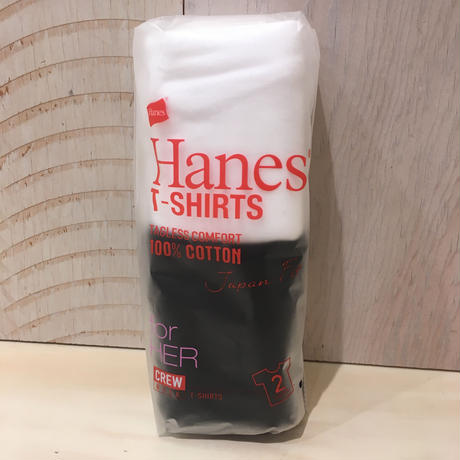 Hanes
Hanes
T-SHIRTS
TAGLESS COMFORT
100% COTTON
Japan
for
HER
CREW
T-SHIRTS
2